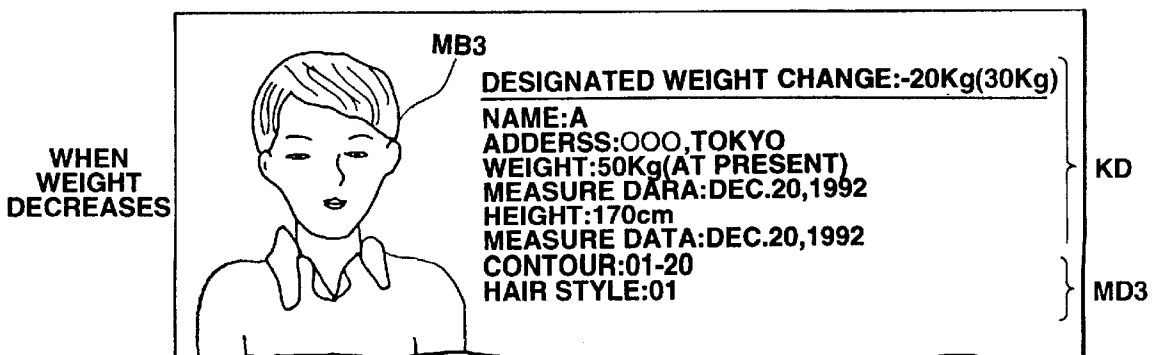 MB3
DESIGNATED WEIGHT CHANGE:-20Kg(30Kg)
NAME:A
ADDERSS:○○○,TOKYO
WEIGHT:50Kg(AT PRESENT)
MEASURE DARA:DEC.20,1992
HEIGHT:170cm
MEASURE DATA:DEC.20,1992
CONTOUR:01-20
HAIR STYLE:01
WHEN
WEIGHT
DECREASES
KD
MD3